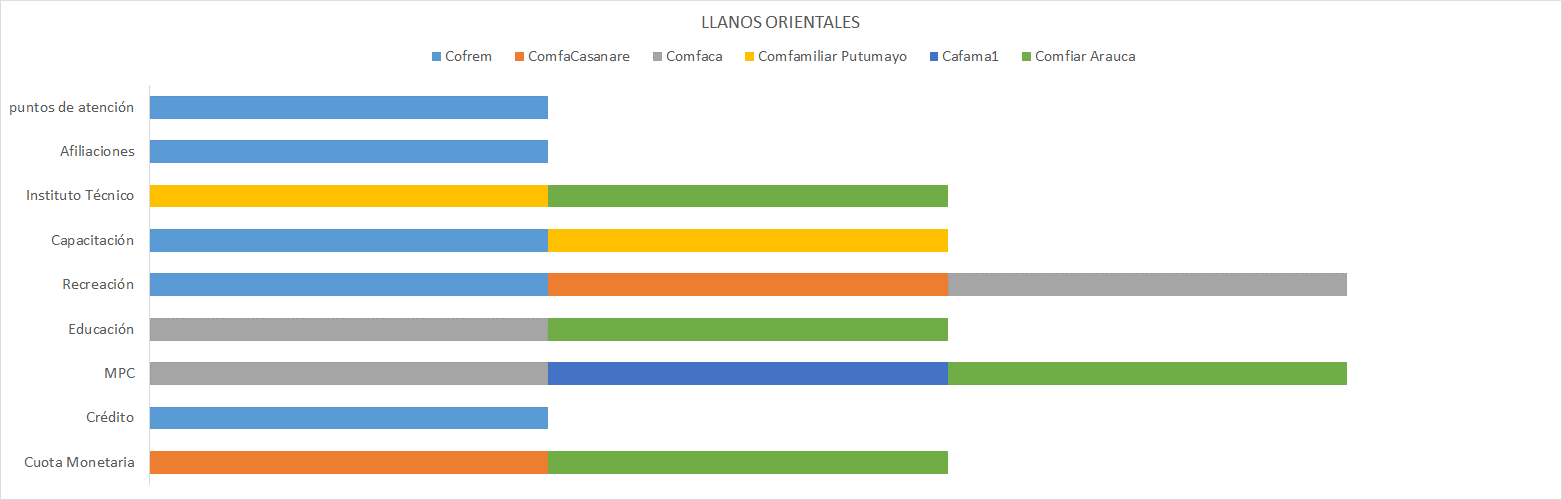 LLANOS ORIENTALES
Cofrem ComfaCasanare Comfaca Comfamiliar Putumayo Cafama1 Comfiar Arauca
puntos de atención
Afiliaciones
Instituto Técnico
Capacitación
Recreación
Educación
MPC
Crédito
Cuota Monetaria